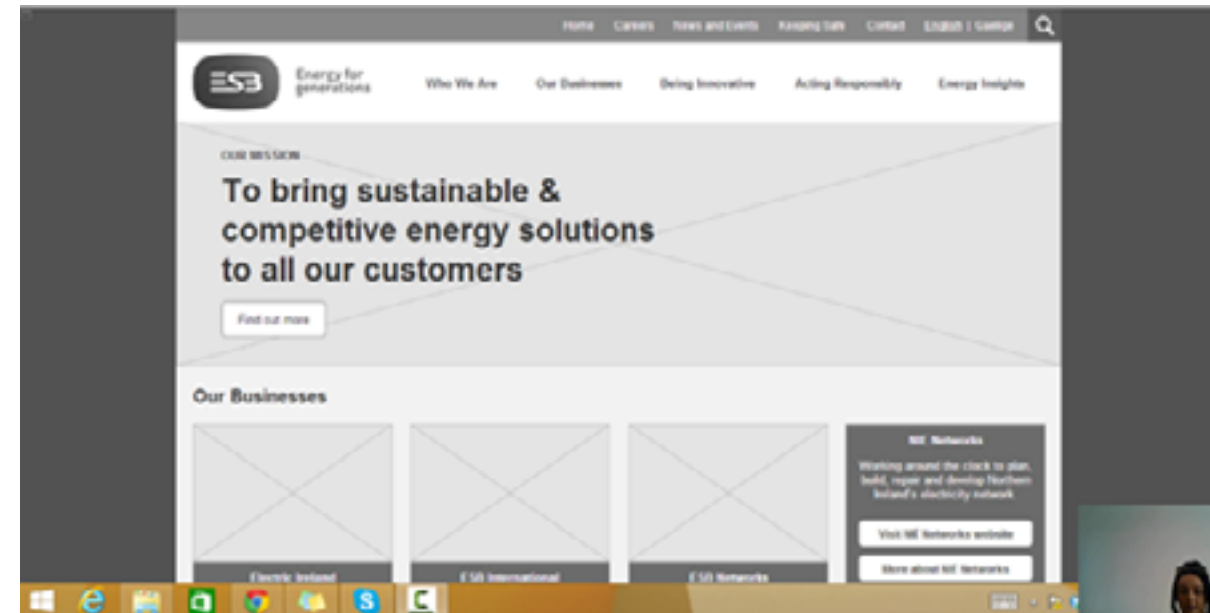 Home Careers News and Events Keeping Safe Contact English | Gaeilge
ESB
Energy for
generations
Who We Are Our Businesses Being Innovative Acting Responsibly Energy Insights
OUR MISSION
To bring sustainable &
competitive energy solutions
to all our customers
Find out more
Our Businesses
NIE Networks
Working around the clock to plan,
build, repair and develop Northern
Ireland's electricity network
Visit NIE Networks website
More about NIE Networks
Electric Ireland ESB International ESB Networks